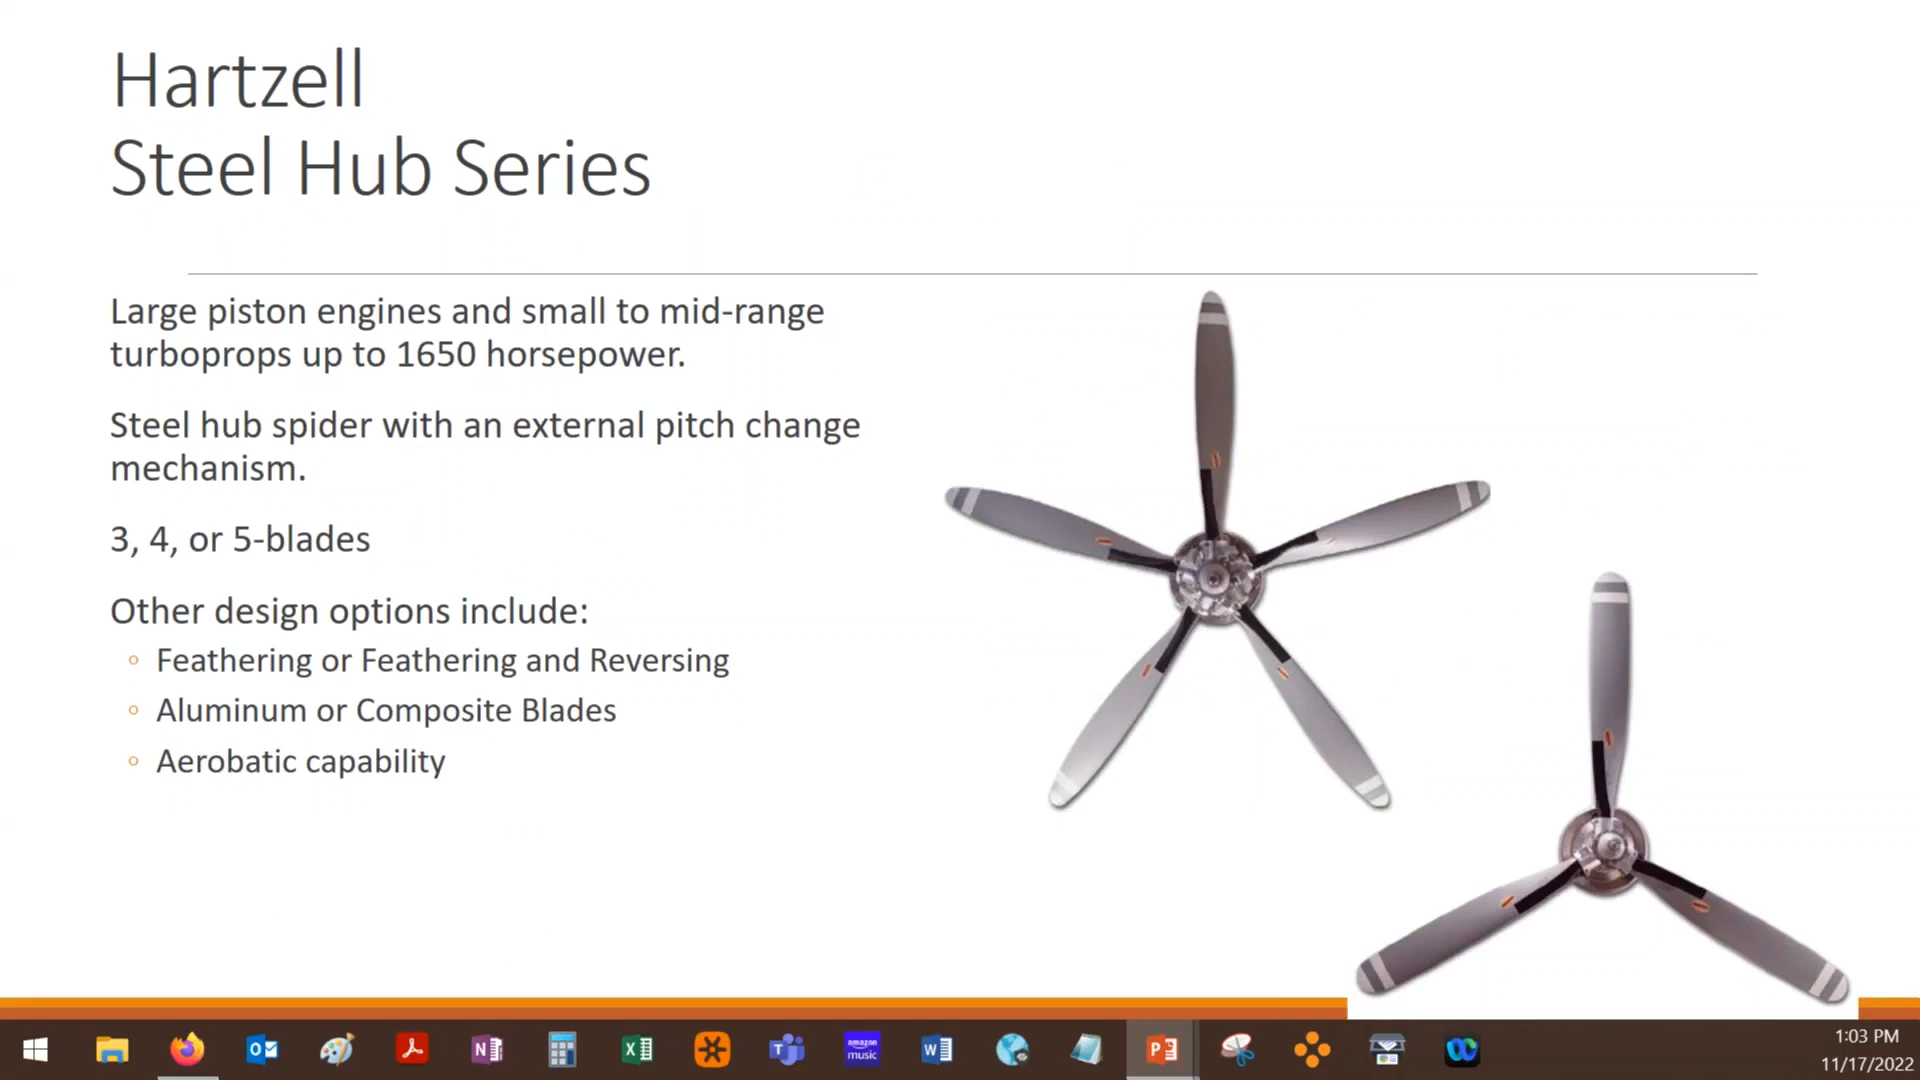 Hartzell
Steel Hub Series
Large piston engines and small to mid-range
turboprops up to 1650 horsepower.
Steel hub spider with an external pitch change
mechanism.
3, 4, or 5-blades
Other design options include:
Feathering or Feathering and Reversing
Aluminum or Composite Blades
Aerobatic capability
amazon
music
1:03 PM
11/17/2022